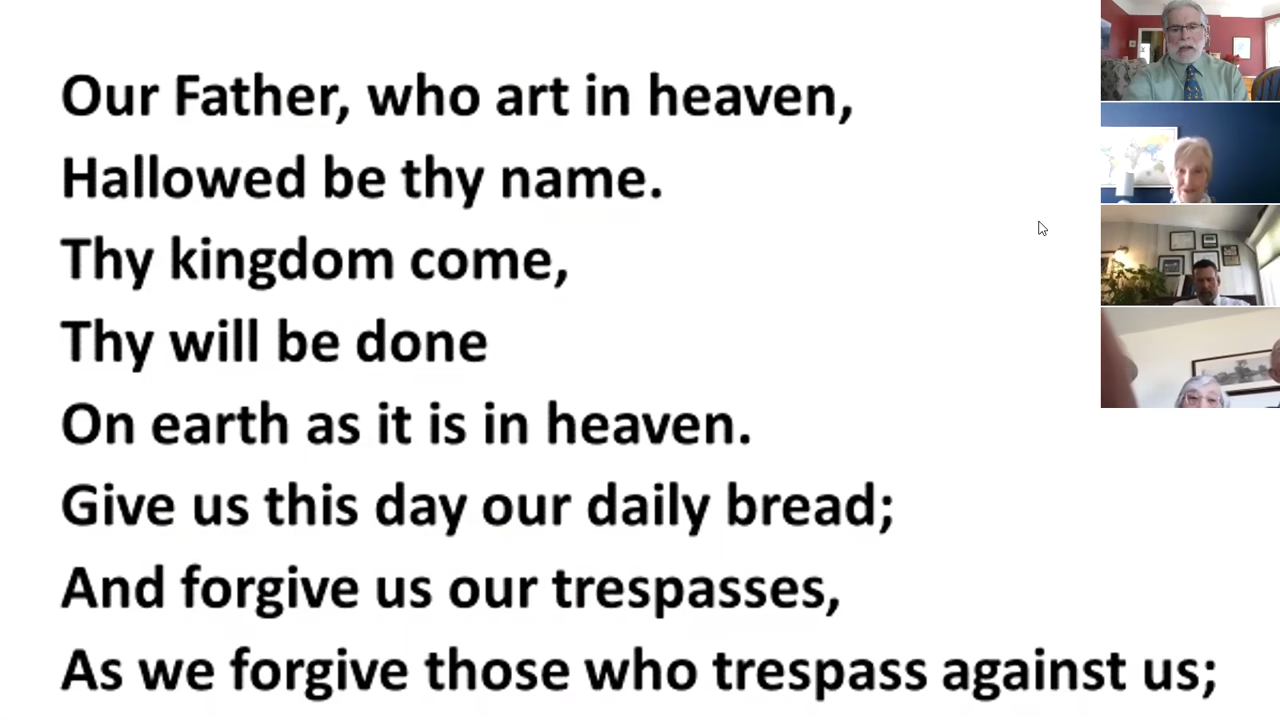 Our Father, who art in heaven,
Hallowed be thy name.
Thy kingdom come,
Thy will be done
On earth as it is in heaven.
Give us this day our daily bread;
And forgive us our trespasses,
As we forgive those who trespass against us;